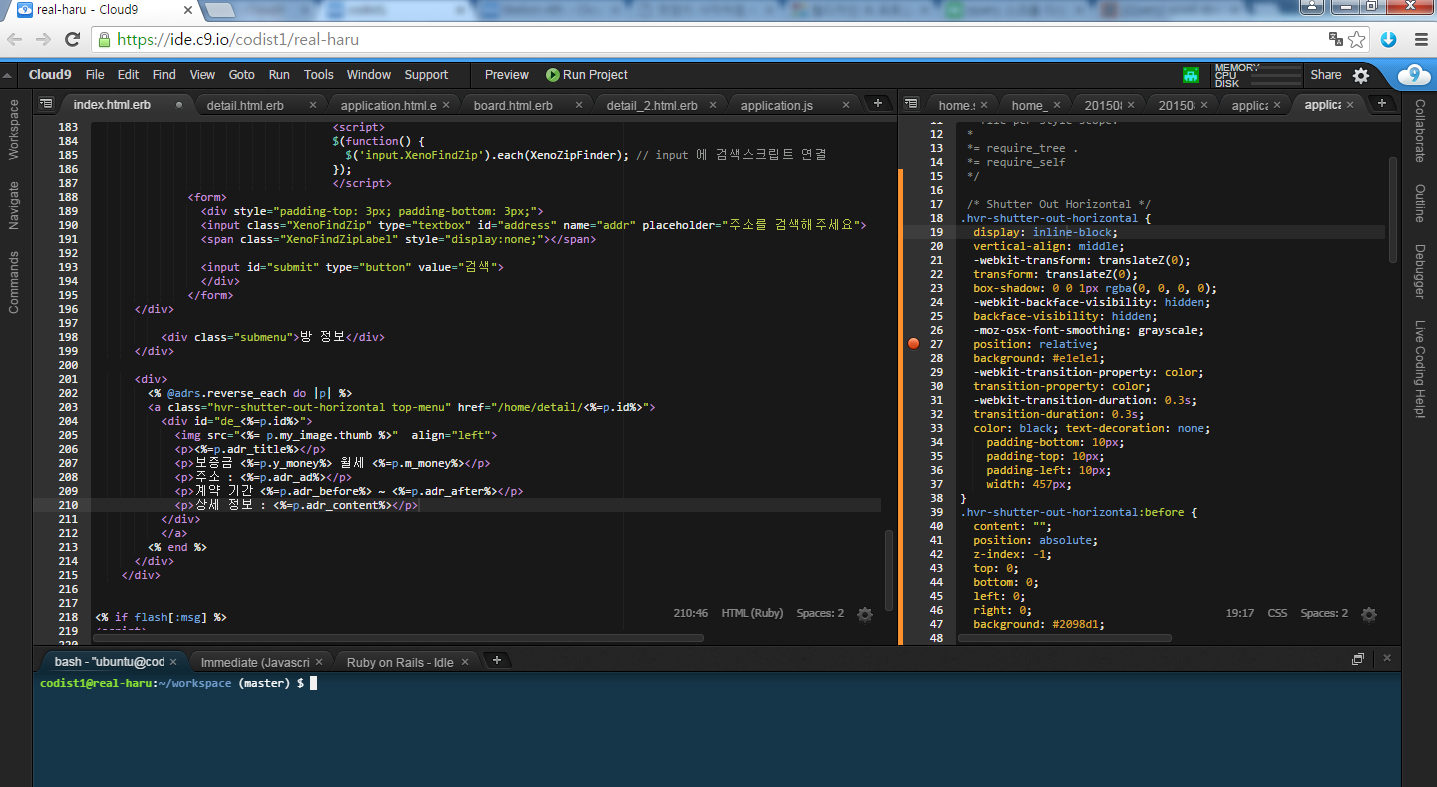 real-haru - Cloud9
https://ide.c9.io/codist1/real-haru
Cloud9 File Edit Find View Goto Run Tools Window Support Preview Run Project
MEMORY
CPU
DISK
Share
Workspace
Navigate
Commands
index.html.erb detail.html.erb application.html.e board.html.erb detail_2.html.erb application.js
183 <script>
184 $(function() {
185 $('input.XenoFindZip').each(XenoZipFinder); // input 에 검색스크립트 연결
186 });
187 </script>
188 <form>
189 <div style="padding-top: 3px; padding-bottom: 3px;">
190 <input class="XenoFindZip" type="textbox" id="address" name="addr" placeholder="주소를 검색해주세요">
191 <span class="XenoFindZipLabel" style="display:none;"></span>
192
193 <input id="submit" type="button" value="검색">
194 </div>
195 </form>
196 </div>
197
198 <div class="submenu">방 정보</div>
199 </div>
200
201 <div>
202 <% @adrs.reverse_each do |p| %>
203 <a class="hvr-shutter-out-horizontal top-menu" href="/home/detail/<%=p.id%>">
204 <div id="de_<%=p.id%>">
205 <img src="<%= p.my_image.thumb %>"  align="left">
206 <p><%=p.adr_title%></p>
207 <p>보증금 <%=p.y_money%> 월세 <%=p.m_money%></p>
208 <p>주소 : <%=p.adr_ad%></p>
209 <p>계약 기간 <%=p.adr_before%> ~ <%=p.adr_after%></p>
210 <p>상세 정보 : <%=p.adr_content%></p>
211 </div>
212 </a>
213 <% end %>
214 </div>
215 </div>
216
217
218 <% if flash[:msg] %>
219 <script>
210:46 HTML (Ruby) Spaces: 2
home.s home_ 20150 20150 applica applica
11 file per style scope.
12 *
13 *= require_tree .
14 *= require_self
15 */
16
17 /* Shutter Out Horizontal */
18 .hvr-shutter-out-horizontal {
19 display: inline-block;
20 vertical-align: middle;
21 -webkit-transform: translateZ(0);
22 transform: translateZ(0);
23 box-shadow: 0 0 1px rgba(0, 0, 0, 0);
24 -webkit-backface-visibility: hidden;
25 backface-visibility: hidden;
26 -moz-osx-font-smoothing: grayscale;
27 position: relative;
28 background: #e1e1e1;
29 -webkit-transition-property: color;
30 transition-property: color;
31 -webkit-transition-duration: 0.3s;
32 transition-duration: 0.3s;
33 color: black; text-decoration: none;
34 padding-bottom: 10px;
35 padding-top: 10px;
36 padding-left: 10px;
37 width: 457px;
38 }
39 .hvr-shutter-out-horizontal:before {
40 content: "";
41 position: absolute;
42 z-index: -1;
43 top: 0;
44 bottom: 0;
45 left: 0;
46 right: 0;
47 background: #2098d1;
48
19:17 CSS Spaces: 2
Collaborate
Outline
Debugger
Live Coding Help!
bash - "ubuntu@cod Immediate (Javascri Ruby on Rails - Idle
codist1@real-haru:~/workspace (master) $